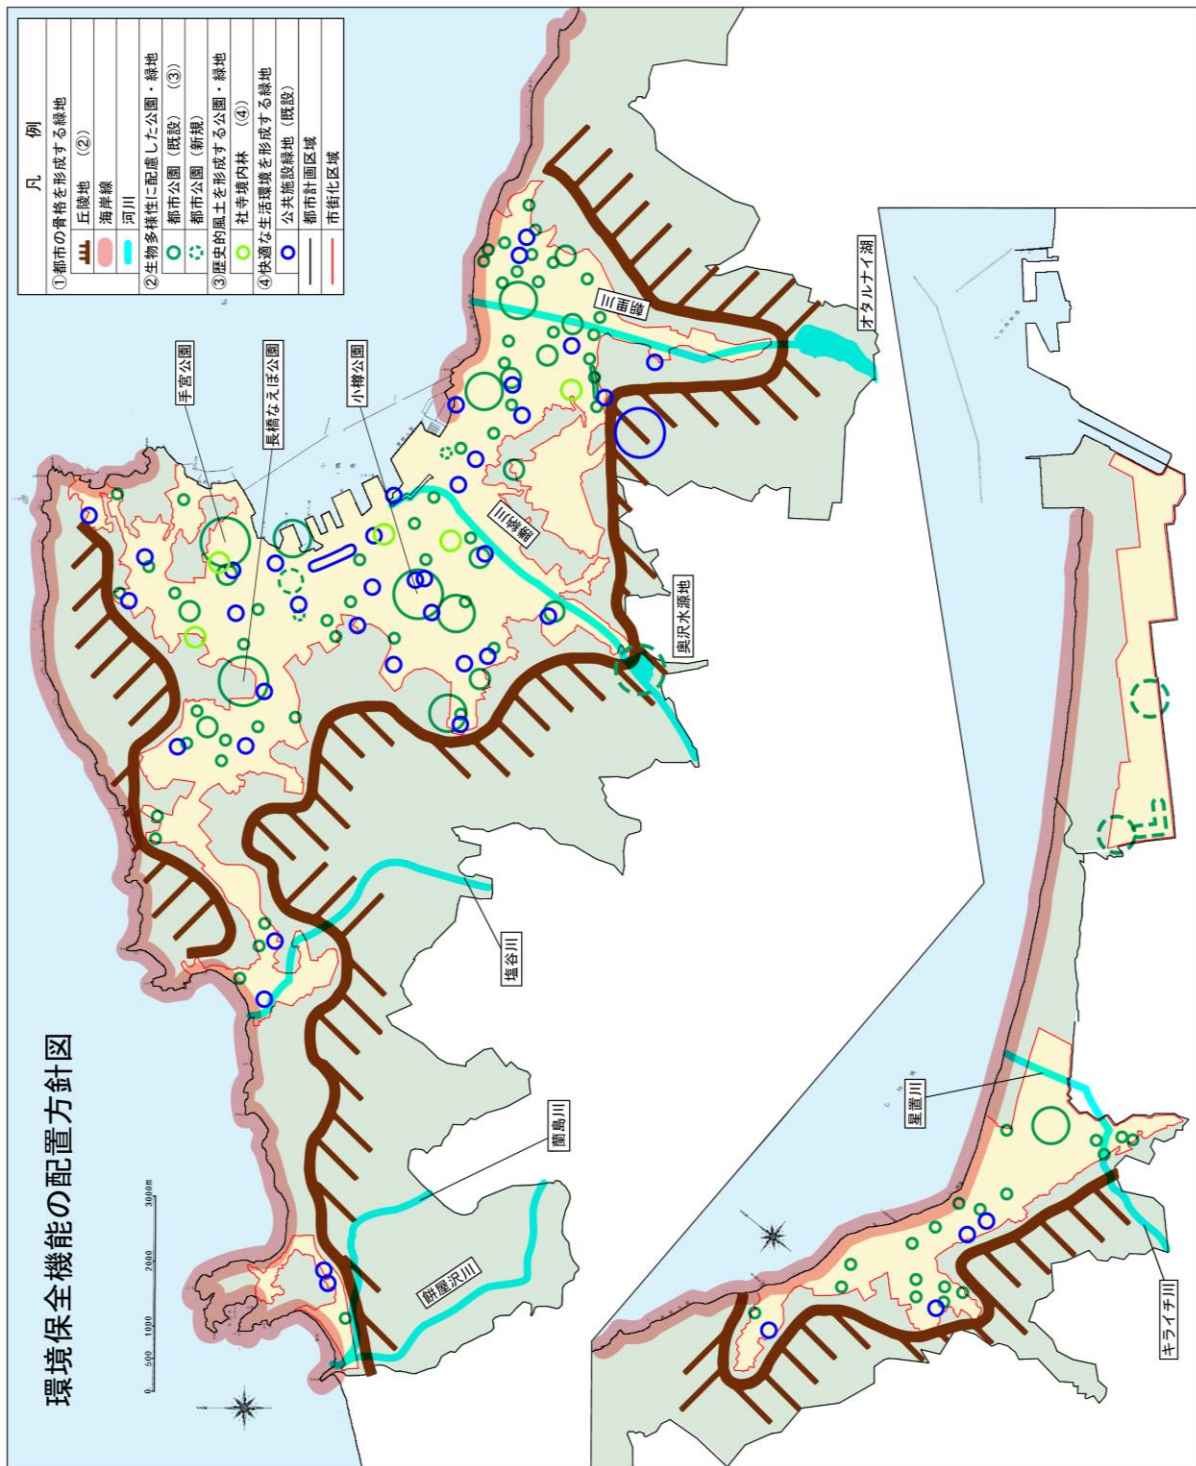 環境保全機能の配置方針図
0 500 1000 2000 3000m
凡 例
①都市の骨格を形成する緑地
丘陵地 (②)
海岸線
河川
②生物多様性に配慮した公園・緑地
都市公園(既設) (③)
都市公園(新規)
③歴史的風土を形成する公園・緑地
社寺境内林 (④)
④快適な生活環境を形成する緑地
公共施設緑地(既設)
都市計画区域
市街化区域
手宮公園
長橋なえぼ公園
小樽公園
朝里川
オタルナイ湖
勝納川
奥沢水源地
塩谷川
蘭島川
餅屋沢川
星置川
キライチ川